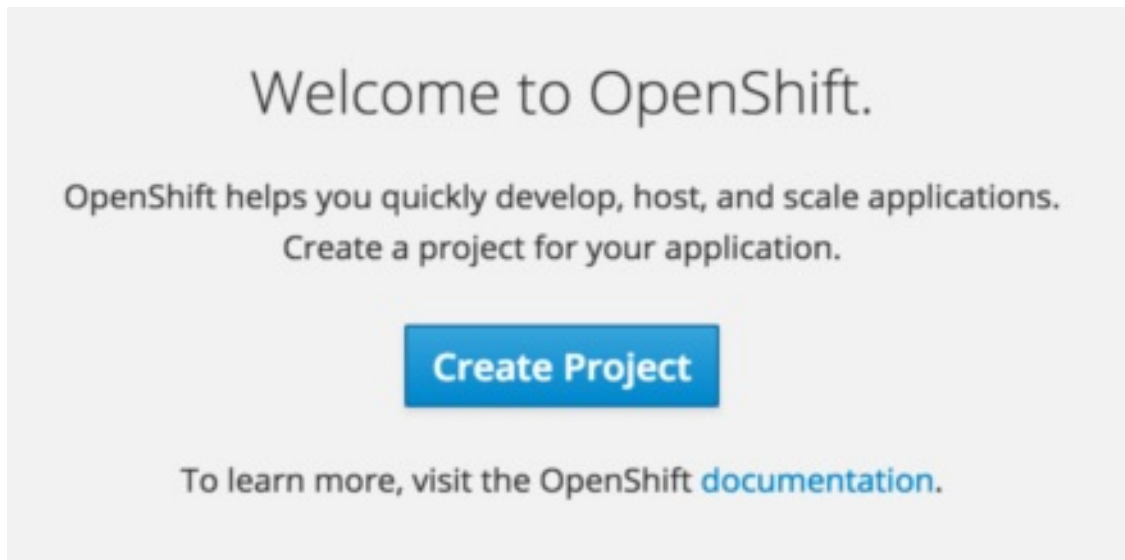 Welcome to OpenShift.
OpenShift helps you quickly develop, host, and scale applications.
Create a project for your application.
Create Project
To learn more, visit the OpenShift documentation.